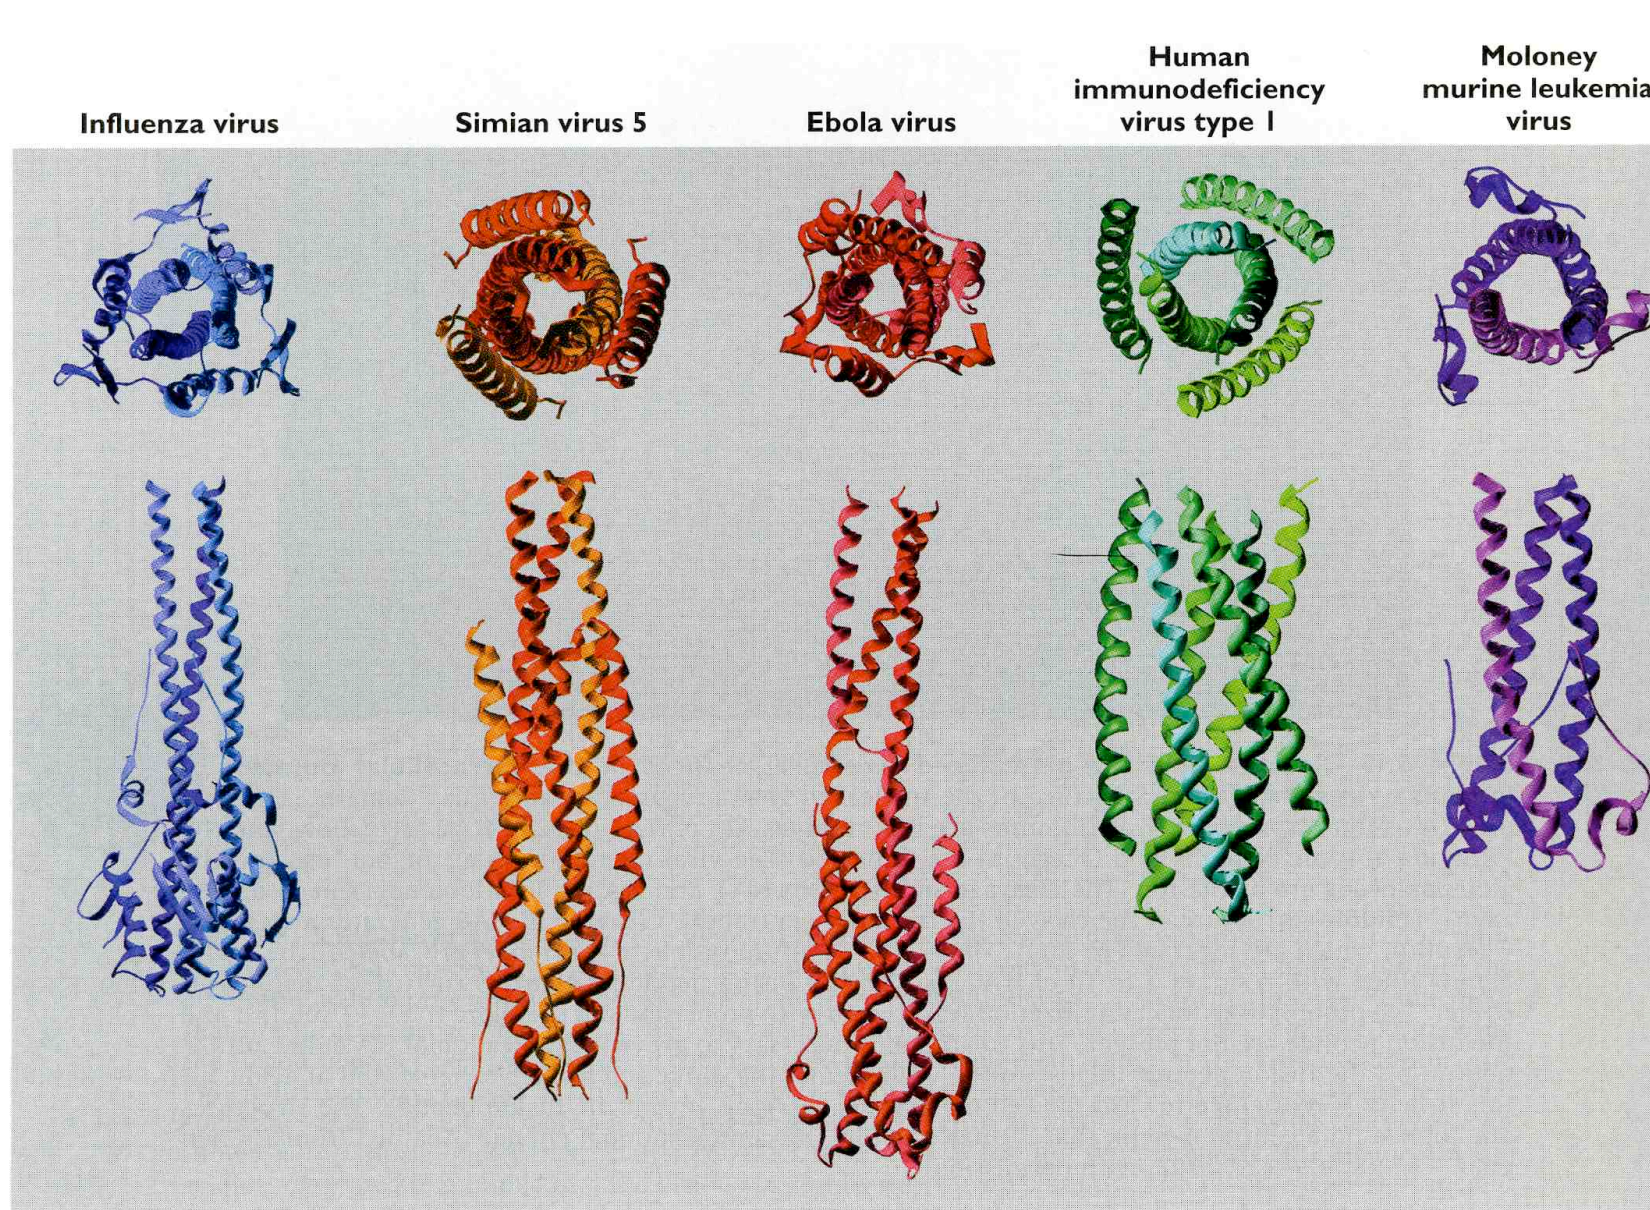 Influenza virus
Simian virus 5
Ebola virus
Human
immunodeficiency
virus type 1
Moloney
murine leukemia
virus